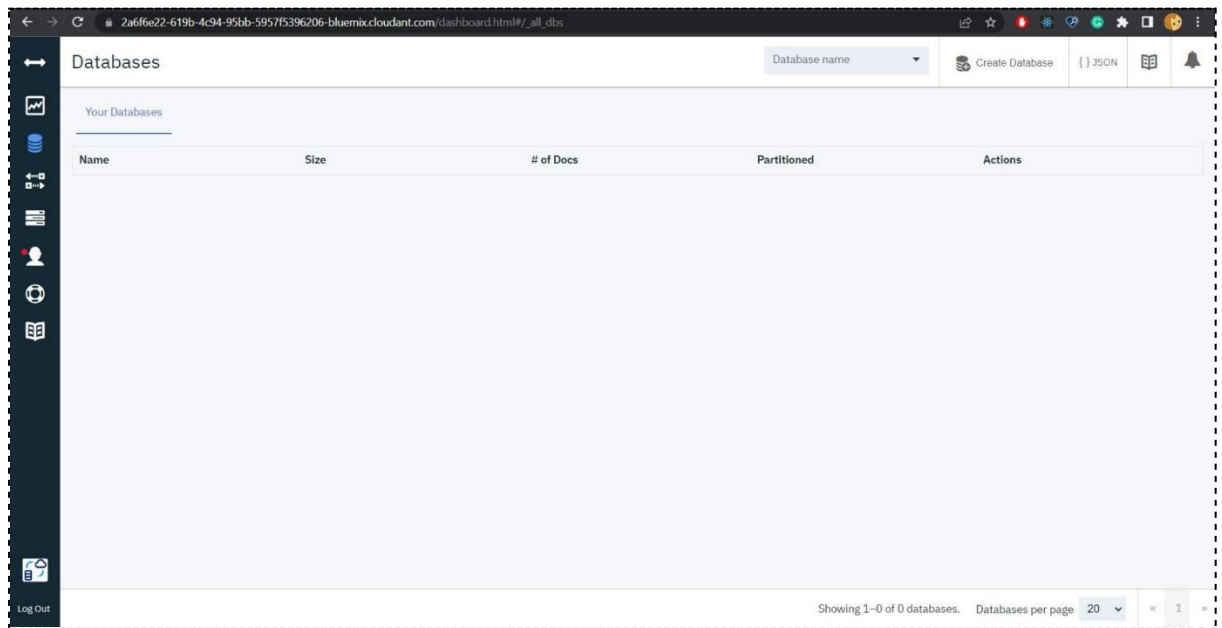 2a6f6e22-619b-4c94-95bb-5957f5396206-bluemix.cloudant.com/dashboard.html#/_all_dbs
Databases
Database name
Create Database
{ } JSON
Your Databases
Name Size # of Docs Partitioned Actions
Log Out
Showing 1–0 of 0 databases. Databases per page 20 « 1 »